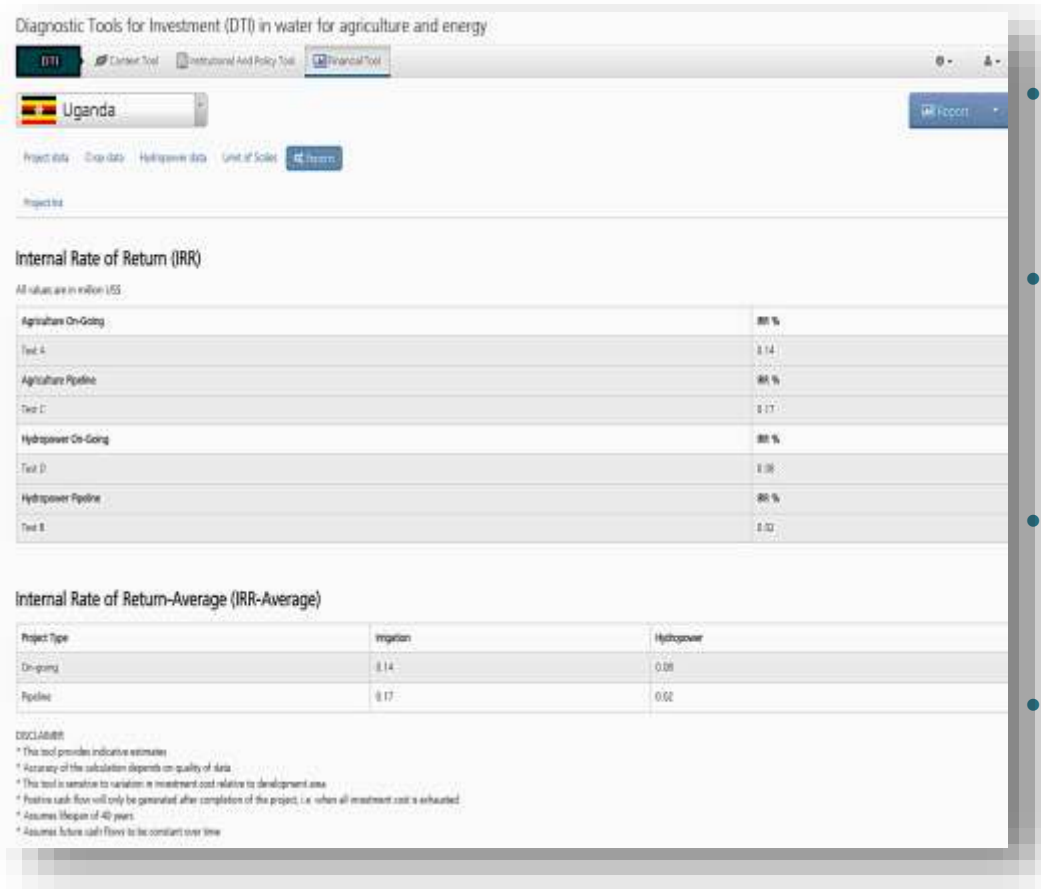 Diagnostic Tools for Investment (DTI) in water for agriculture and energy
DTI Context Tool Institutional And Policy Tool Financial Tool
Uganda Report
Project data Crop data Hydropower data Unit of Scales Reports
Project list
Internal Rate of Return (IRR)
All values are in million US$
Agriculture On-Going IRR %
Test A 0.14
Agriculture Pipeline IRR %
Test C 0.17
Hydropower On-Going IRR %
Test D 0.08
Hydropower Pipeline IRR %
Test B 0.02
Internal Rate of Return-Average (IRR-Average)
Project Type Irrigation Hydropower
On-going 0.14 0.08
Pipeline 0.17 0.02
DISCLAIMER
* This tool provides indicative estimates
* Accuracy of the calculation depends on quality of data
* This tool is sensitive to variation in investment cost relative to development area
* Positive cash flow will only be generated after completion of the project, i.e. when all investment cost is exhausted
* Assumes lifespan of 40 years
* Assumes future cash flows to be constant over time